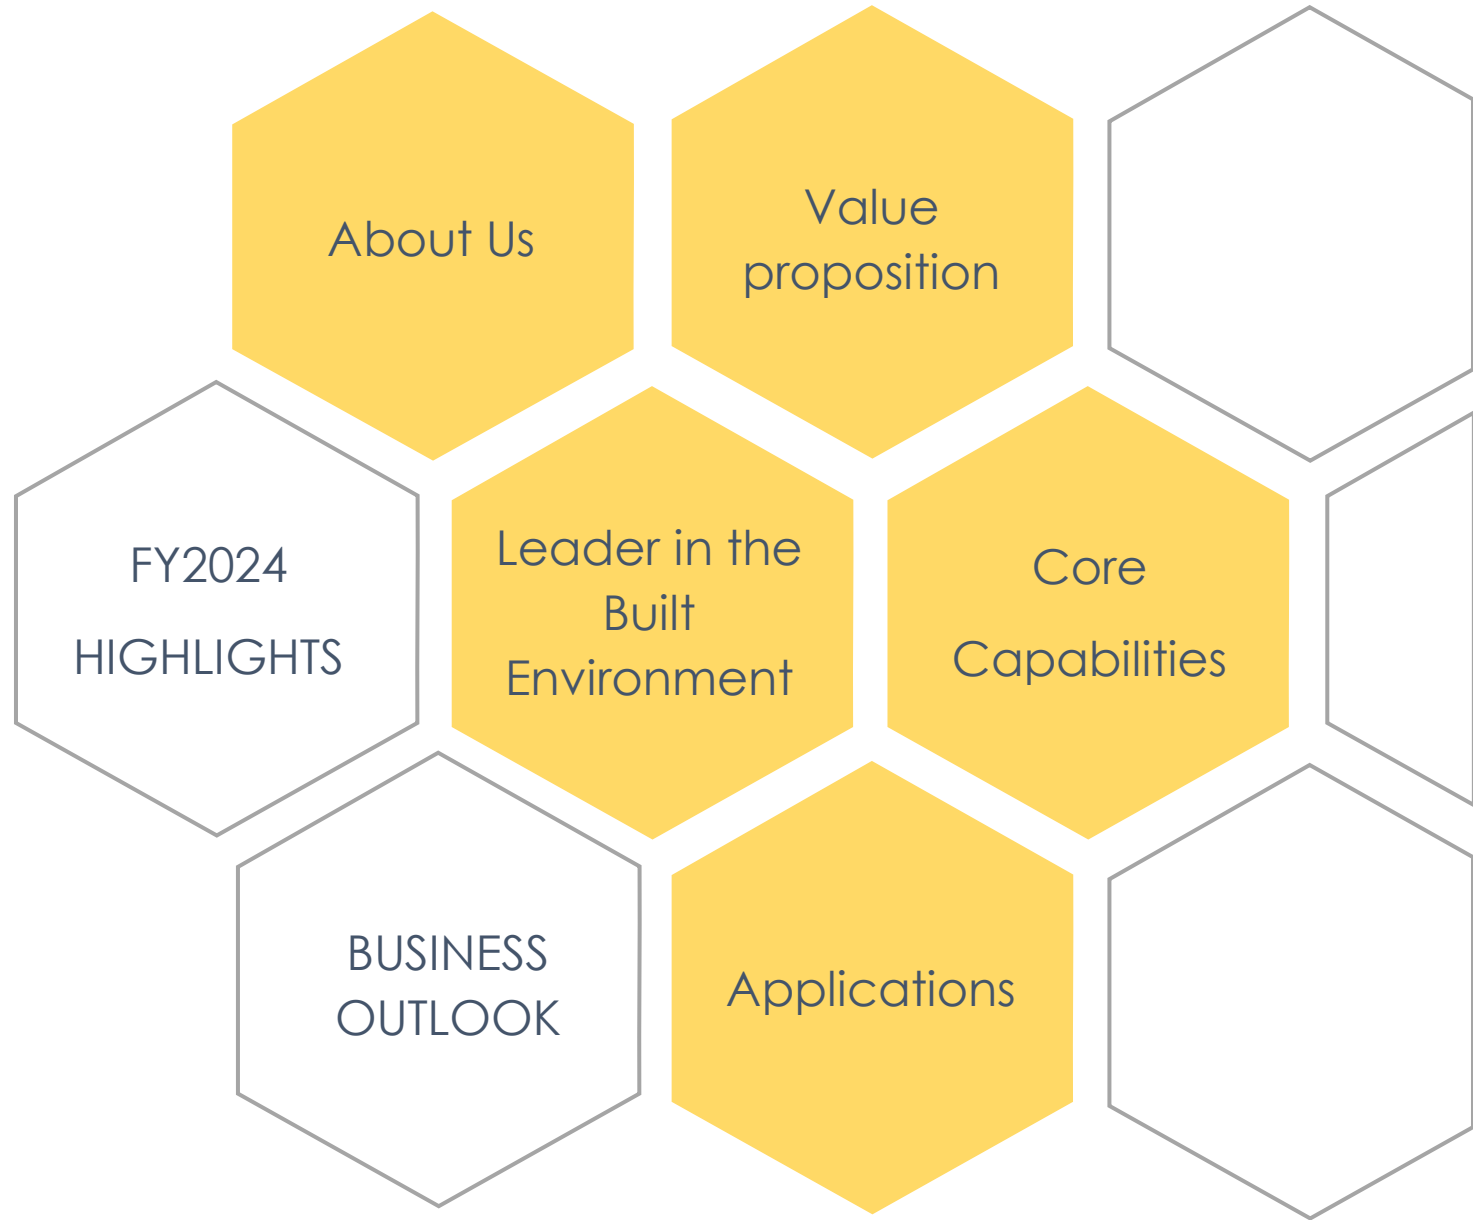 About Us
Value
proposition
FY2024
HIGHLIGHTS
Leader in the
Built
Environment
Core
Capabilities
BUSINESS
OUTLOOK
Applications